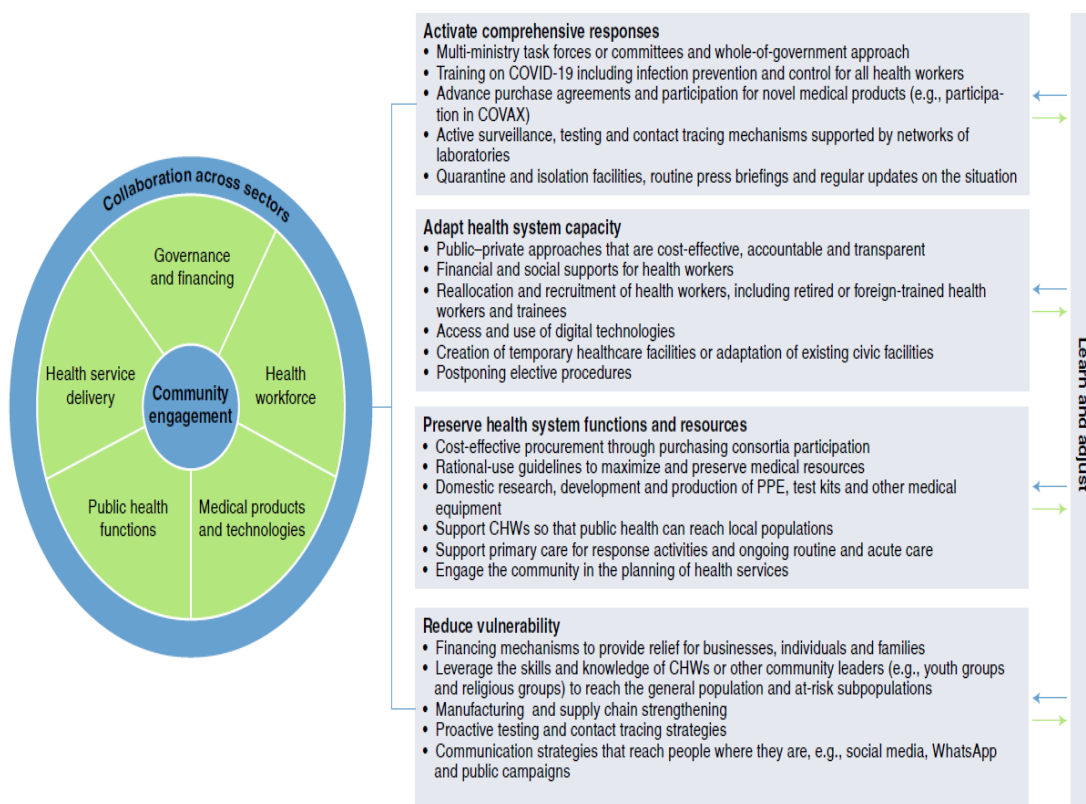 Collaboration across sectors
Governance
and financing
Health service
delivery
Health
workforce
Community
engagement
Public health
functions
Medical products
and technologies
Activate comprehensive responses
• Multi-ministry task forces or committees and whole-of-government approach
• Training on COVID-19 including infection prevention and control for all health workers
• Advance purchase agreements and participation for novel medical products (e.g., participa-
tion in COVAX)
• Active surveillance, testing and contact tracing mechanisms supported by networks of
laboratories
• Quarantine and isolation facilities, routine press briefings and regular updates on the situation
Adapt health system capacity
• Public–private approaches that are cost-effective, accountable and transparent
• Financial and social supports for health workers
• Reallocation and recruitment of health workers, including retired or foreign-trained health
workers and trainees
• Access and use of digital technologies
• Creation of temporary healthcare facilities or adaptation of existing civic facilities
• Postponing elective procedures
Preserve health system functions and resources
• Cost-effective procurement through purchasing consortia participation
• Rational-use guidelines to maximize and preserve medical resources
• Domestic research, development and production of PPE, test kits and other medical
equipment
• Support CHWs so that public health can reach local populations
• Support primary care for response activities and ongoing routine and acute care
• Engage the community in the planning of health services
Reduce vulnerability
• Financing mechanisms to provide relief for businesses, individuals and families
• Leverage the skills and knowledge of CHWs or other community leaders (e.g., youth groups
and religious groups) to reach the general population and at-risk subpopulations
• Manufacturing and supply chain strengthening
• Proactive testing and contact tracing strategies
• Communication strategies that reach people where they are, e.g., social media, WhatsApp
and public campaigns
Learn and adjust